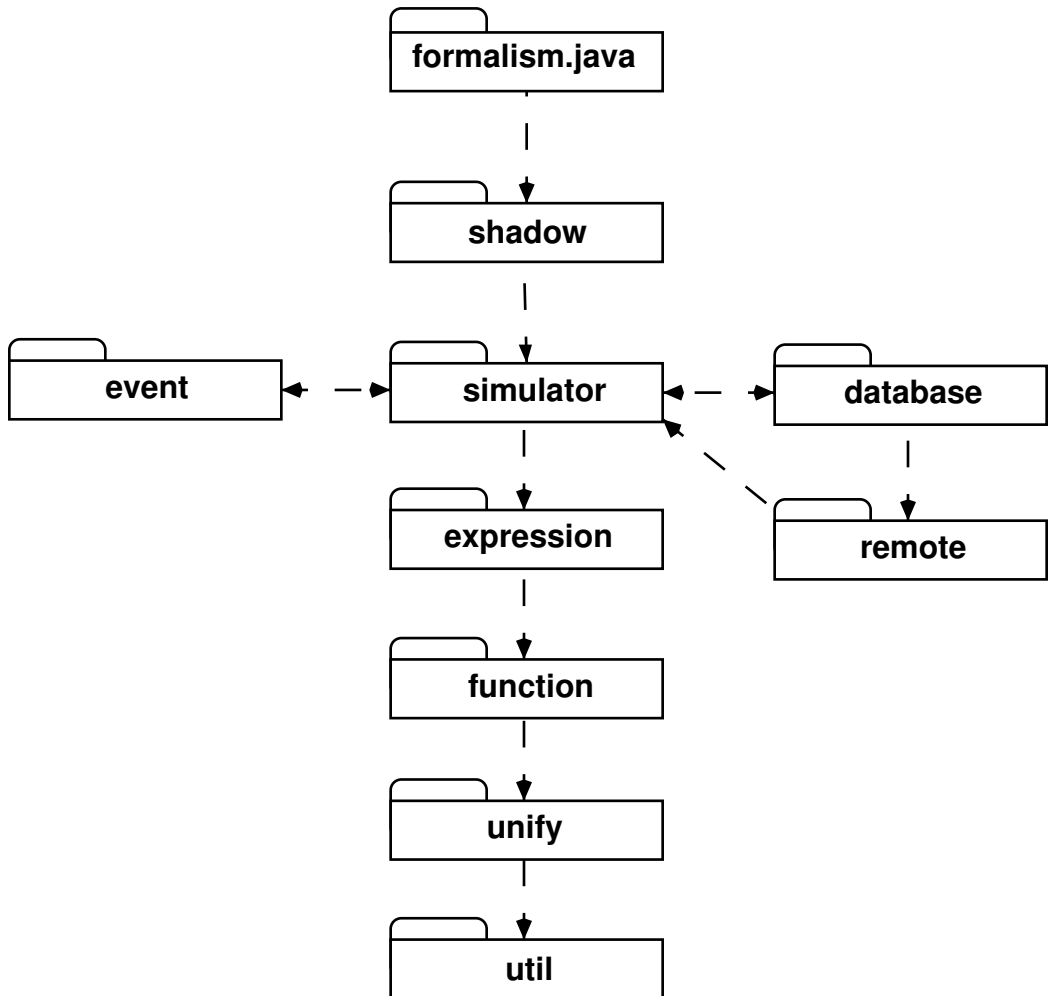 formalism.java
shadow
event
simulator
database
expression
remote
function
unify
util